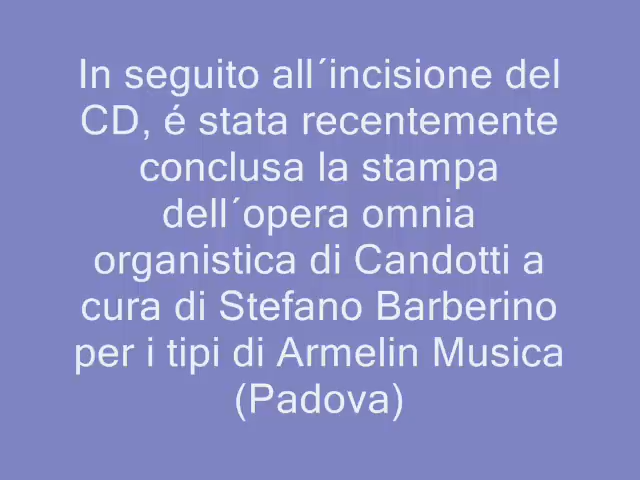 In seguito all´incisione del
CD, é stata recentemente
conclusa la stampa
dell´opera omnia
organistica di Candotti a
cura di Stefano Barberino
per i tipi di Armelin Musica
(Padova)